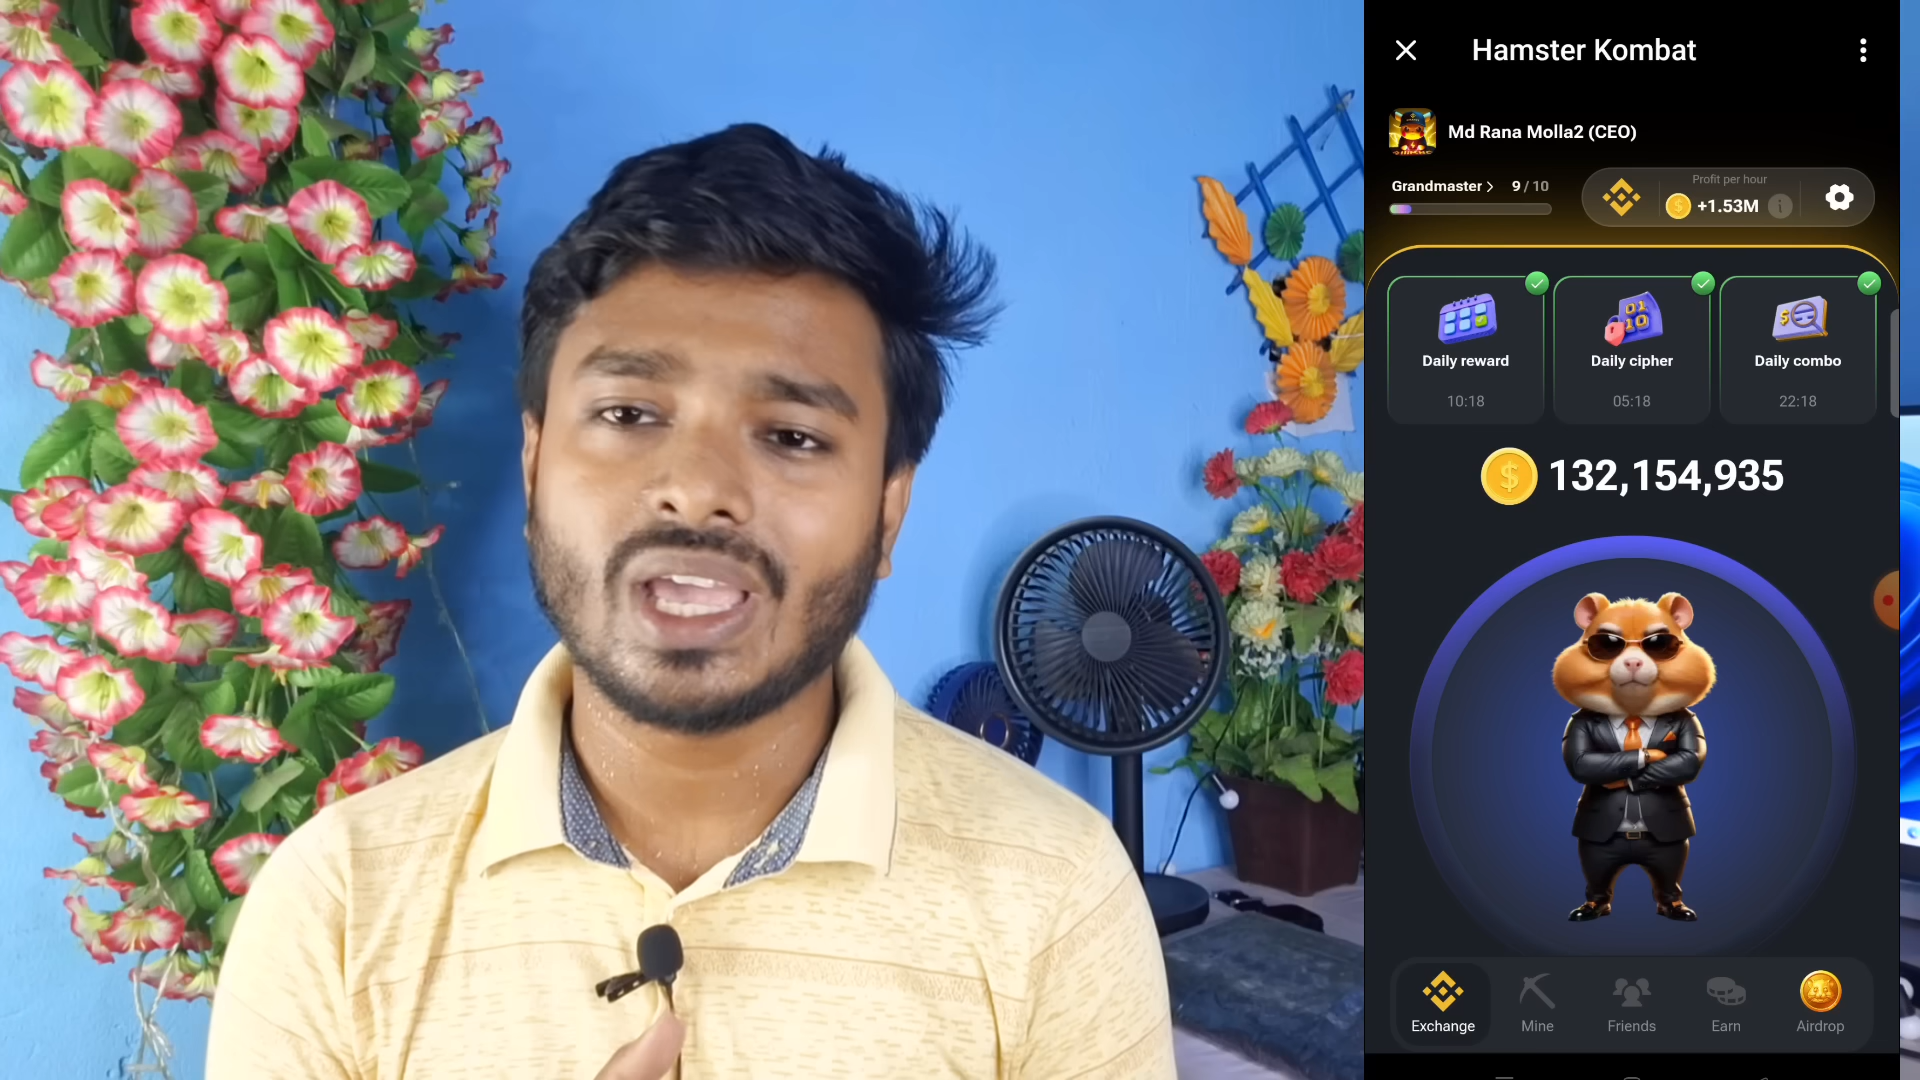 Hamster Kombat
Md Rana Molla2 (CEO)
Grandmaster > 9 / 10
Profit per hour
+1.53M
Daily reward
10:18
Daily cipher
05:18
Daily combo
22:18
132,154,935
Exchange
Mine
Friends
Earn
Airdrop